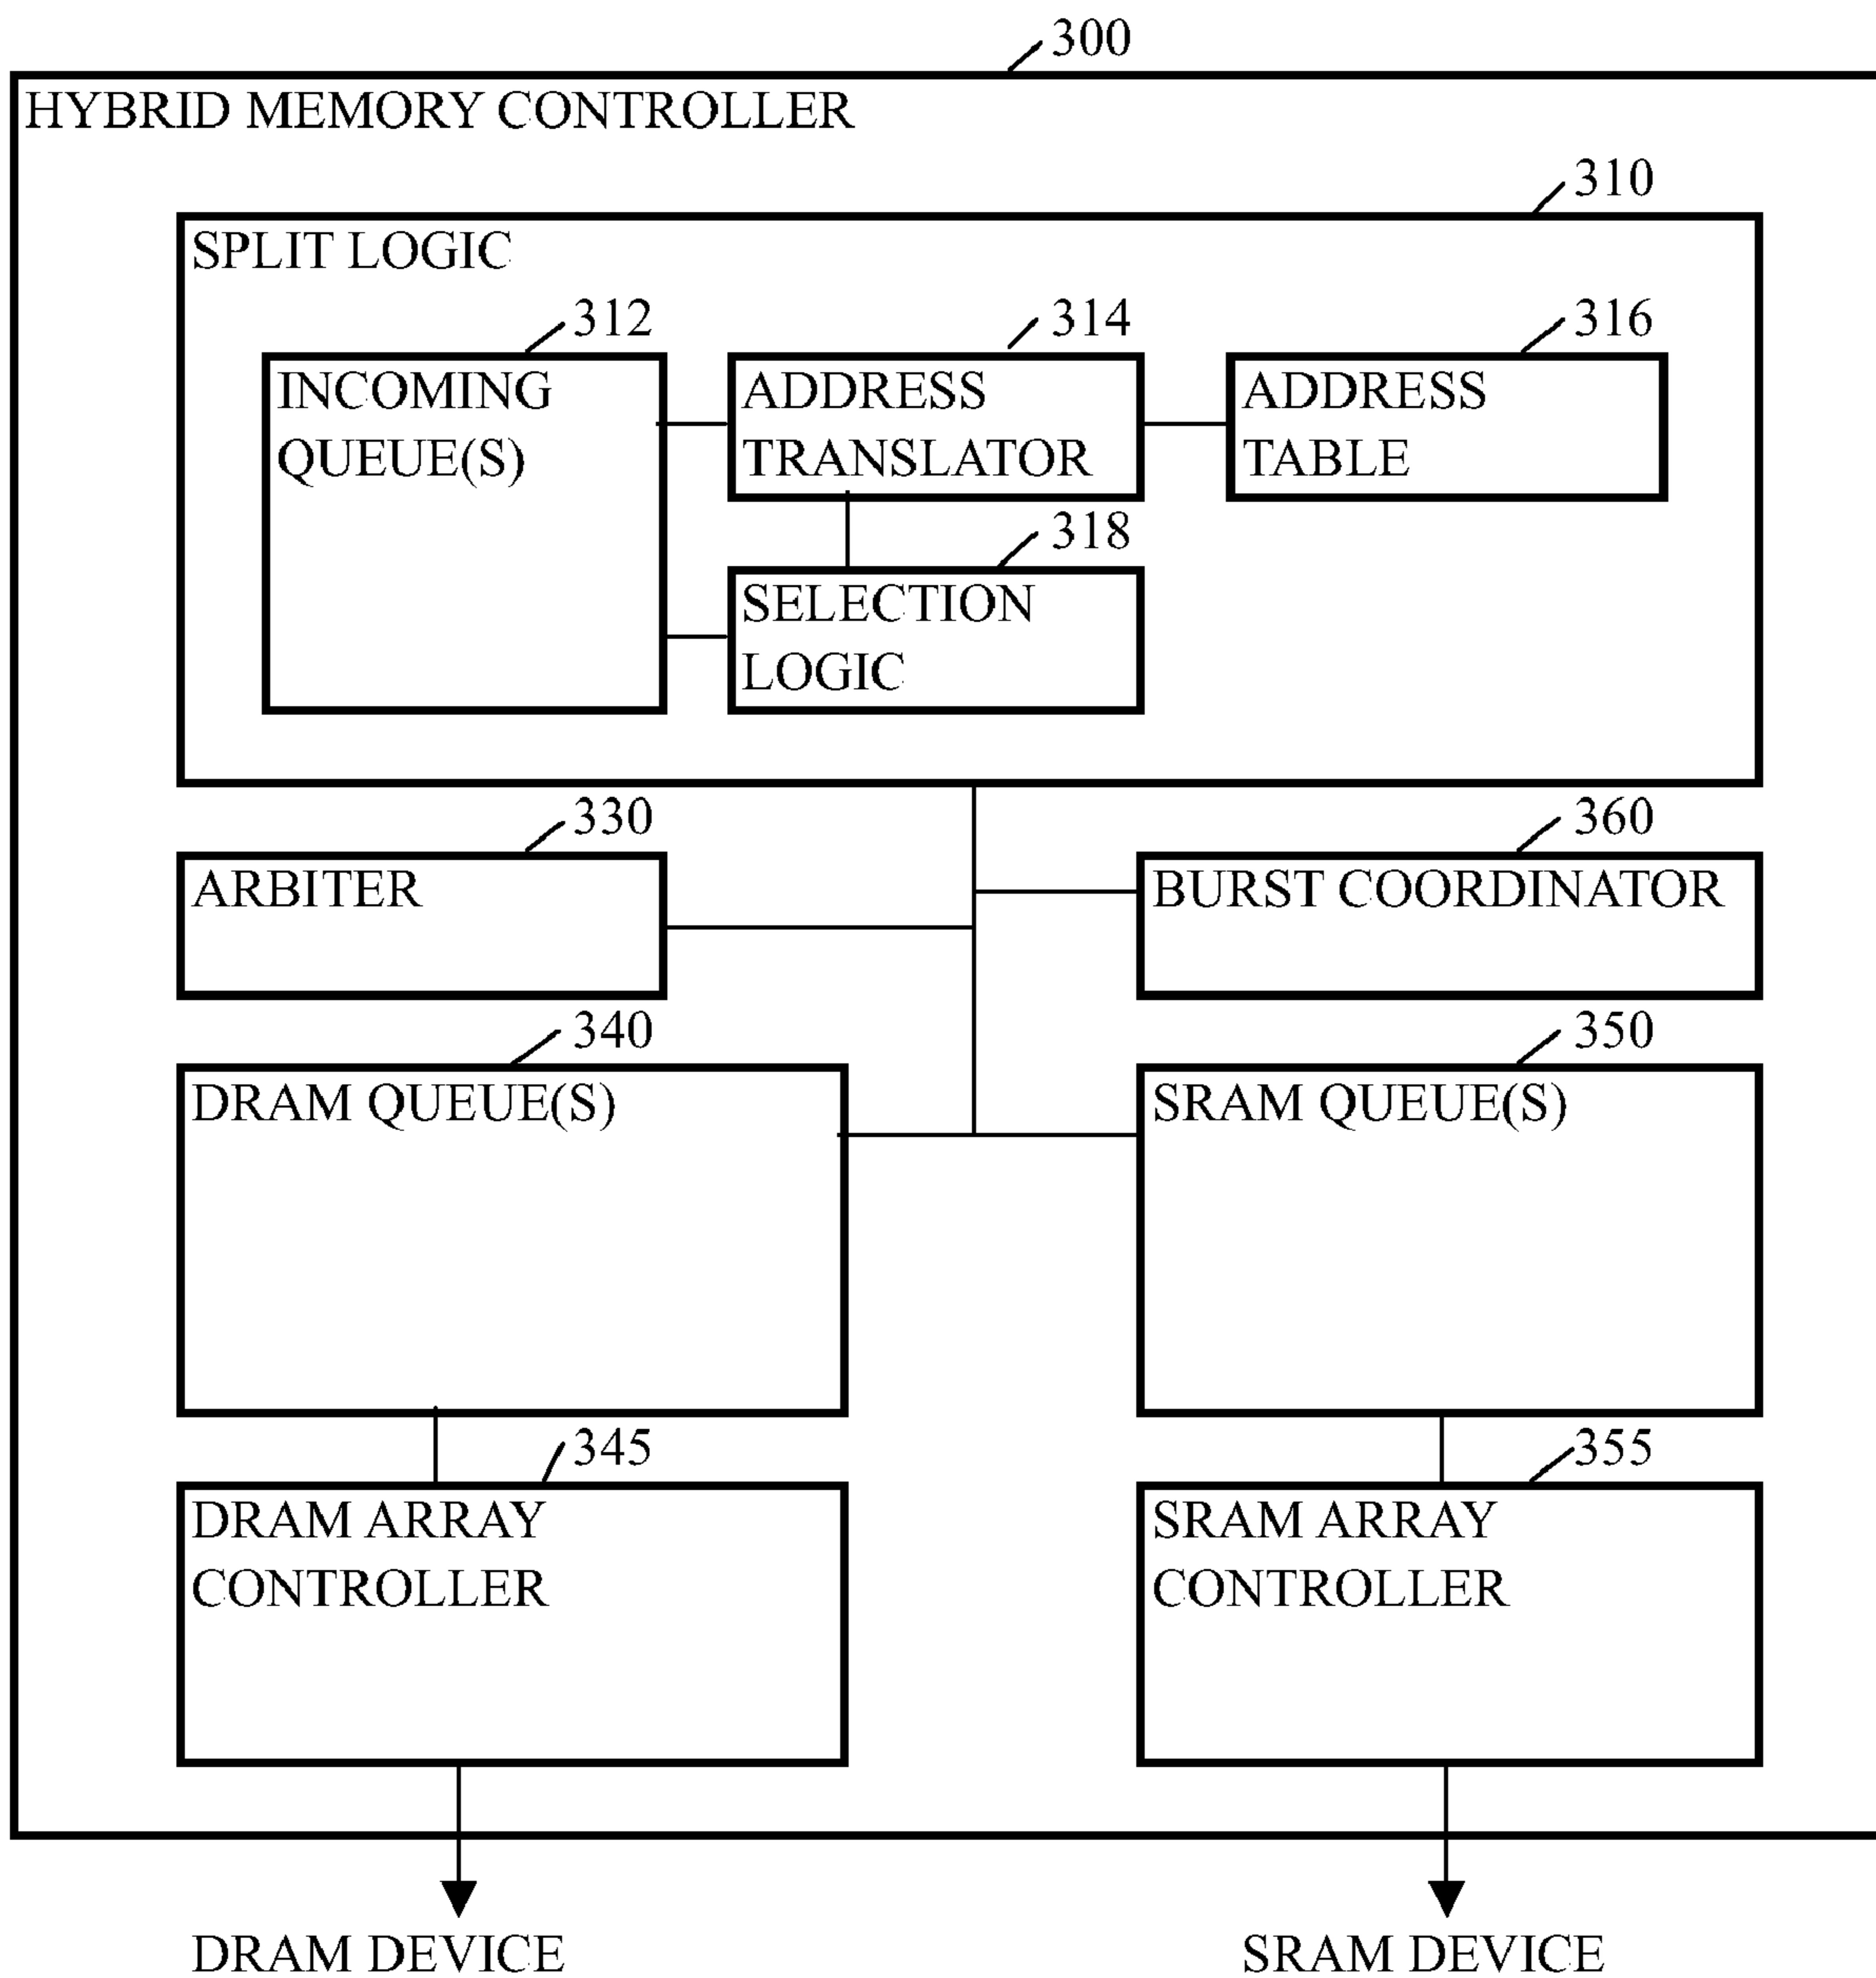 300
HYBRID MEMORY CONTROLLER
310
SPLIT LOGIC
312
INCOMING
QUEUE(S)
314
ADDRESS
TRANSLATOR
316
ADDRESS
TABLE
318
SELECTION
LOGIC
330
ARBITER
360
BURST COORDINATOR
340
DRAM QUEUE(S)
350
SRAM QUEUE(S)
345
DRAM ARRAY
CONTROLLER
355
SRAM ARRAY
CONTROLLER
DRAM DEVICE
SRAM DEVICE